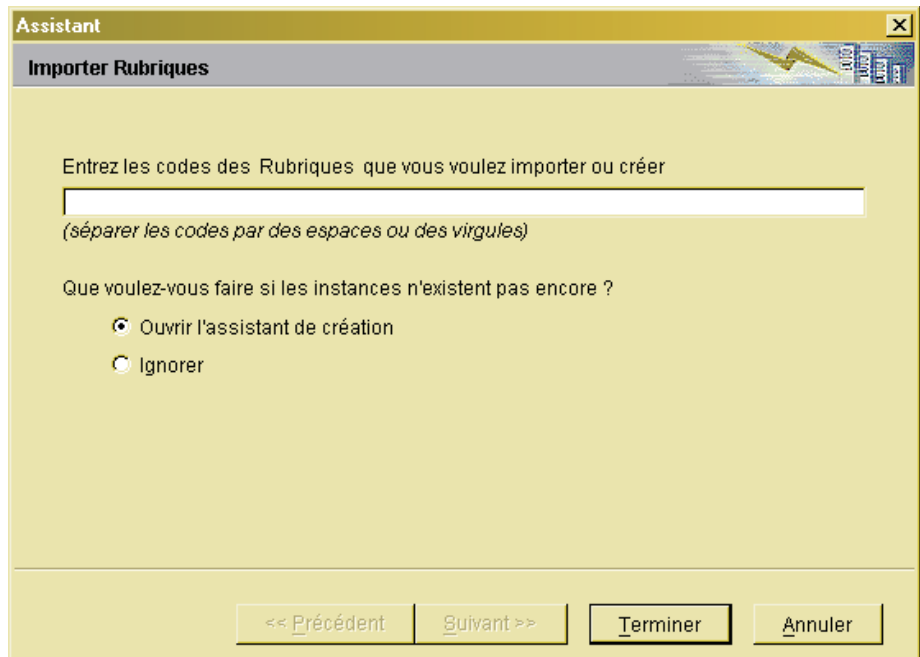 Assistant
Importer Rubriques
Entrez les codes des Rubriques que vous voulez importer ou créer
(séparer les codes par des espaces ou des virgules)
Que voulez-vous faire si les instances n'existent pas encore ?
Ouvrir l'assistant de création
Ignorer
<< Précédent Suivant >> Terminer Annuler